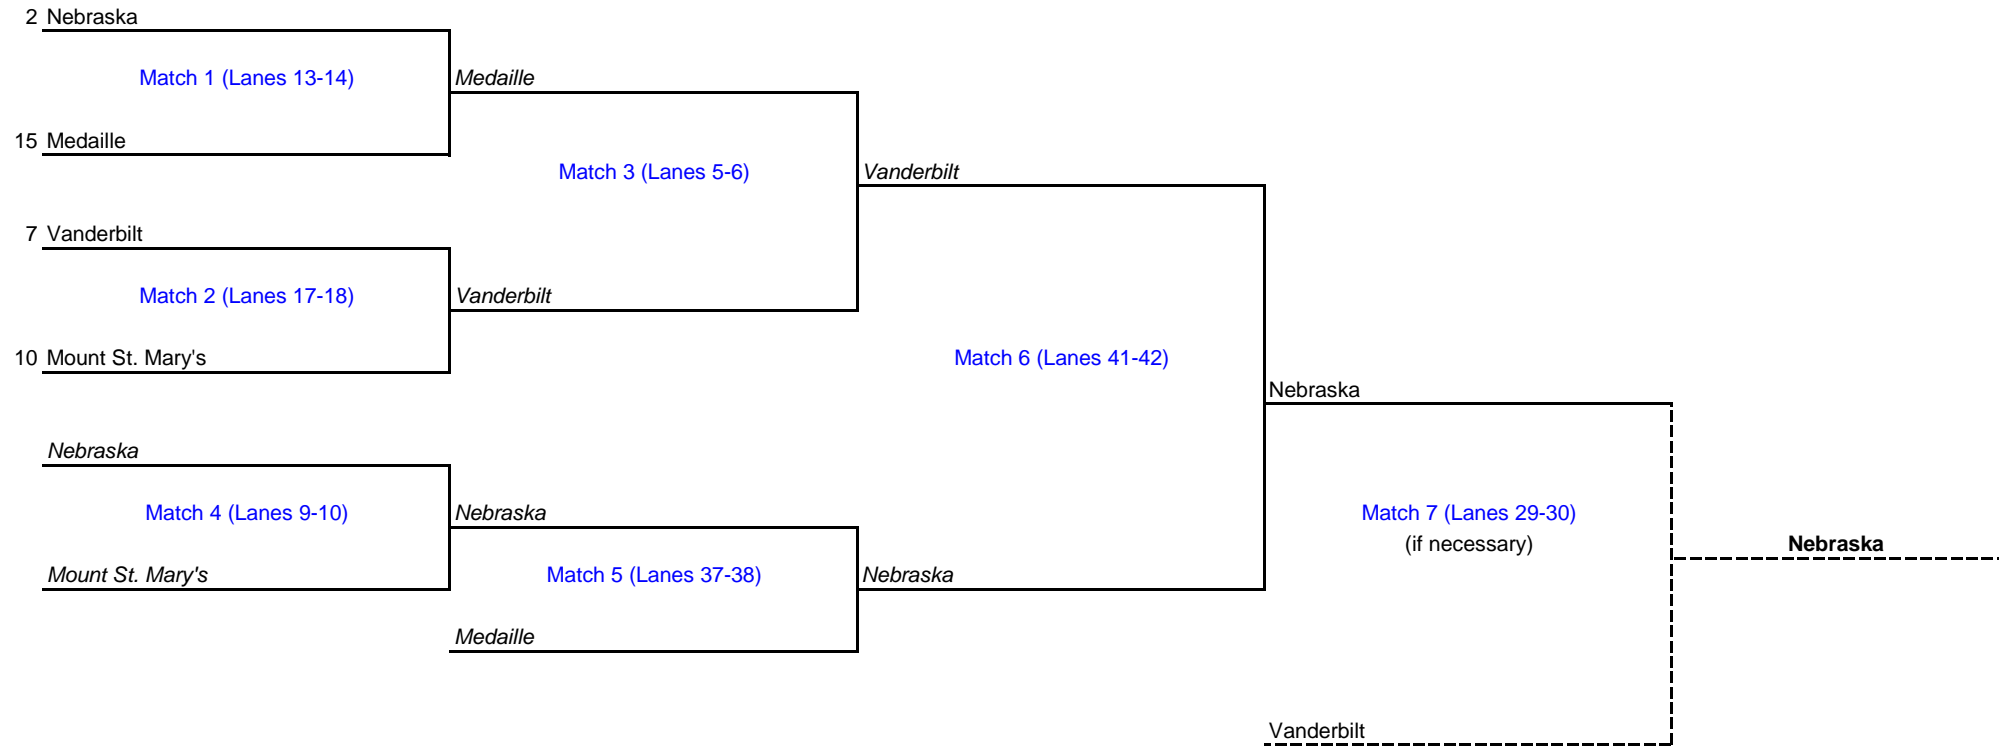 2 Nebraska
Match 1 (Lanes 13-14)
Medaille
15 Medaille
Match 3 (Lanes 5-6)
Vanderbilt
7 Vanderbilt
Match 2 (Lanes 17-18)
Vanderbilt
10 Mount St. Mary's
Match 6 (Lanes 41-42)
Nebraska
Nebraska
Match 4 (Lanes 9-10)
Nebraska
Match 7 (Lanes 29-30)
(if necessary)
Nebraska
Mount St. Mary's
Match 5 (Lanes 37-38)
Nebraska
Medaille
Vanderbilt